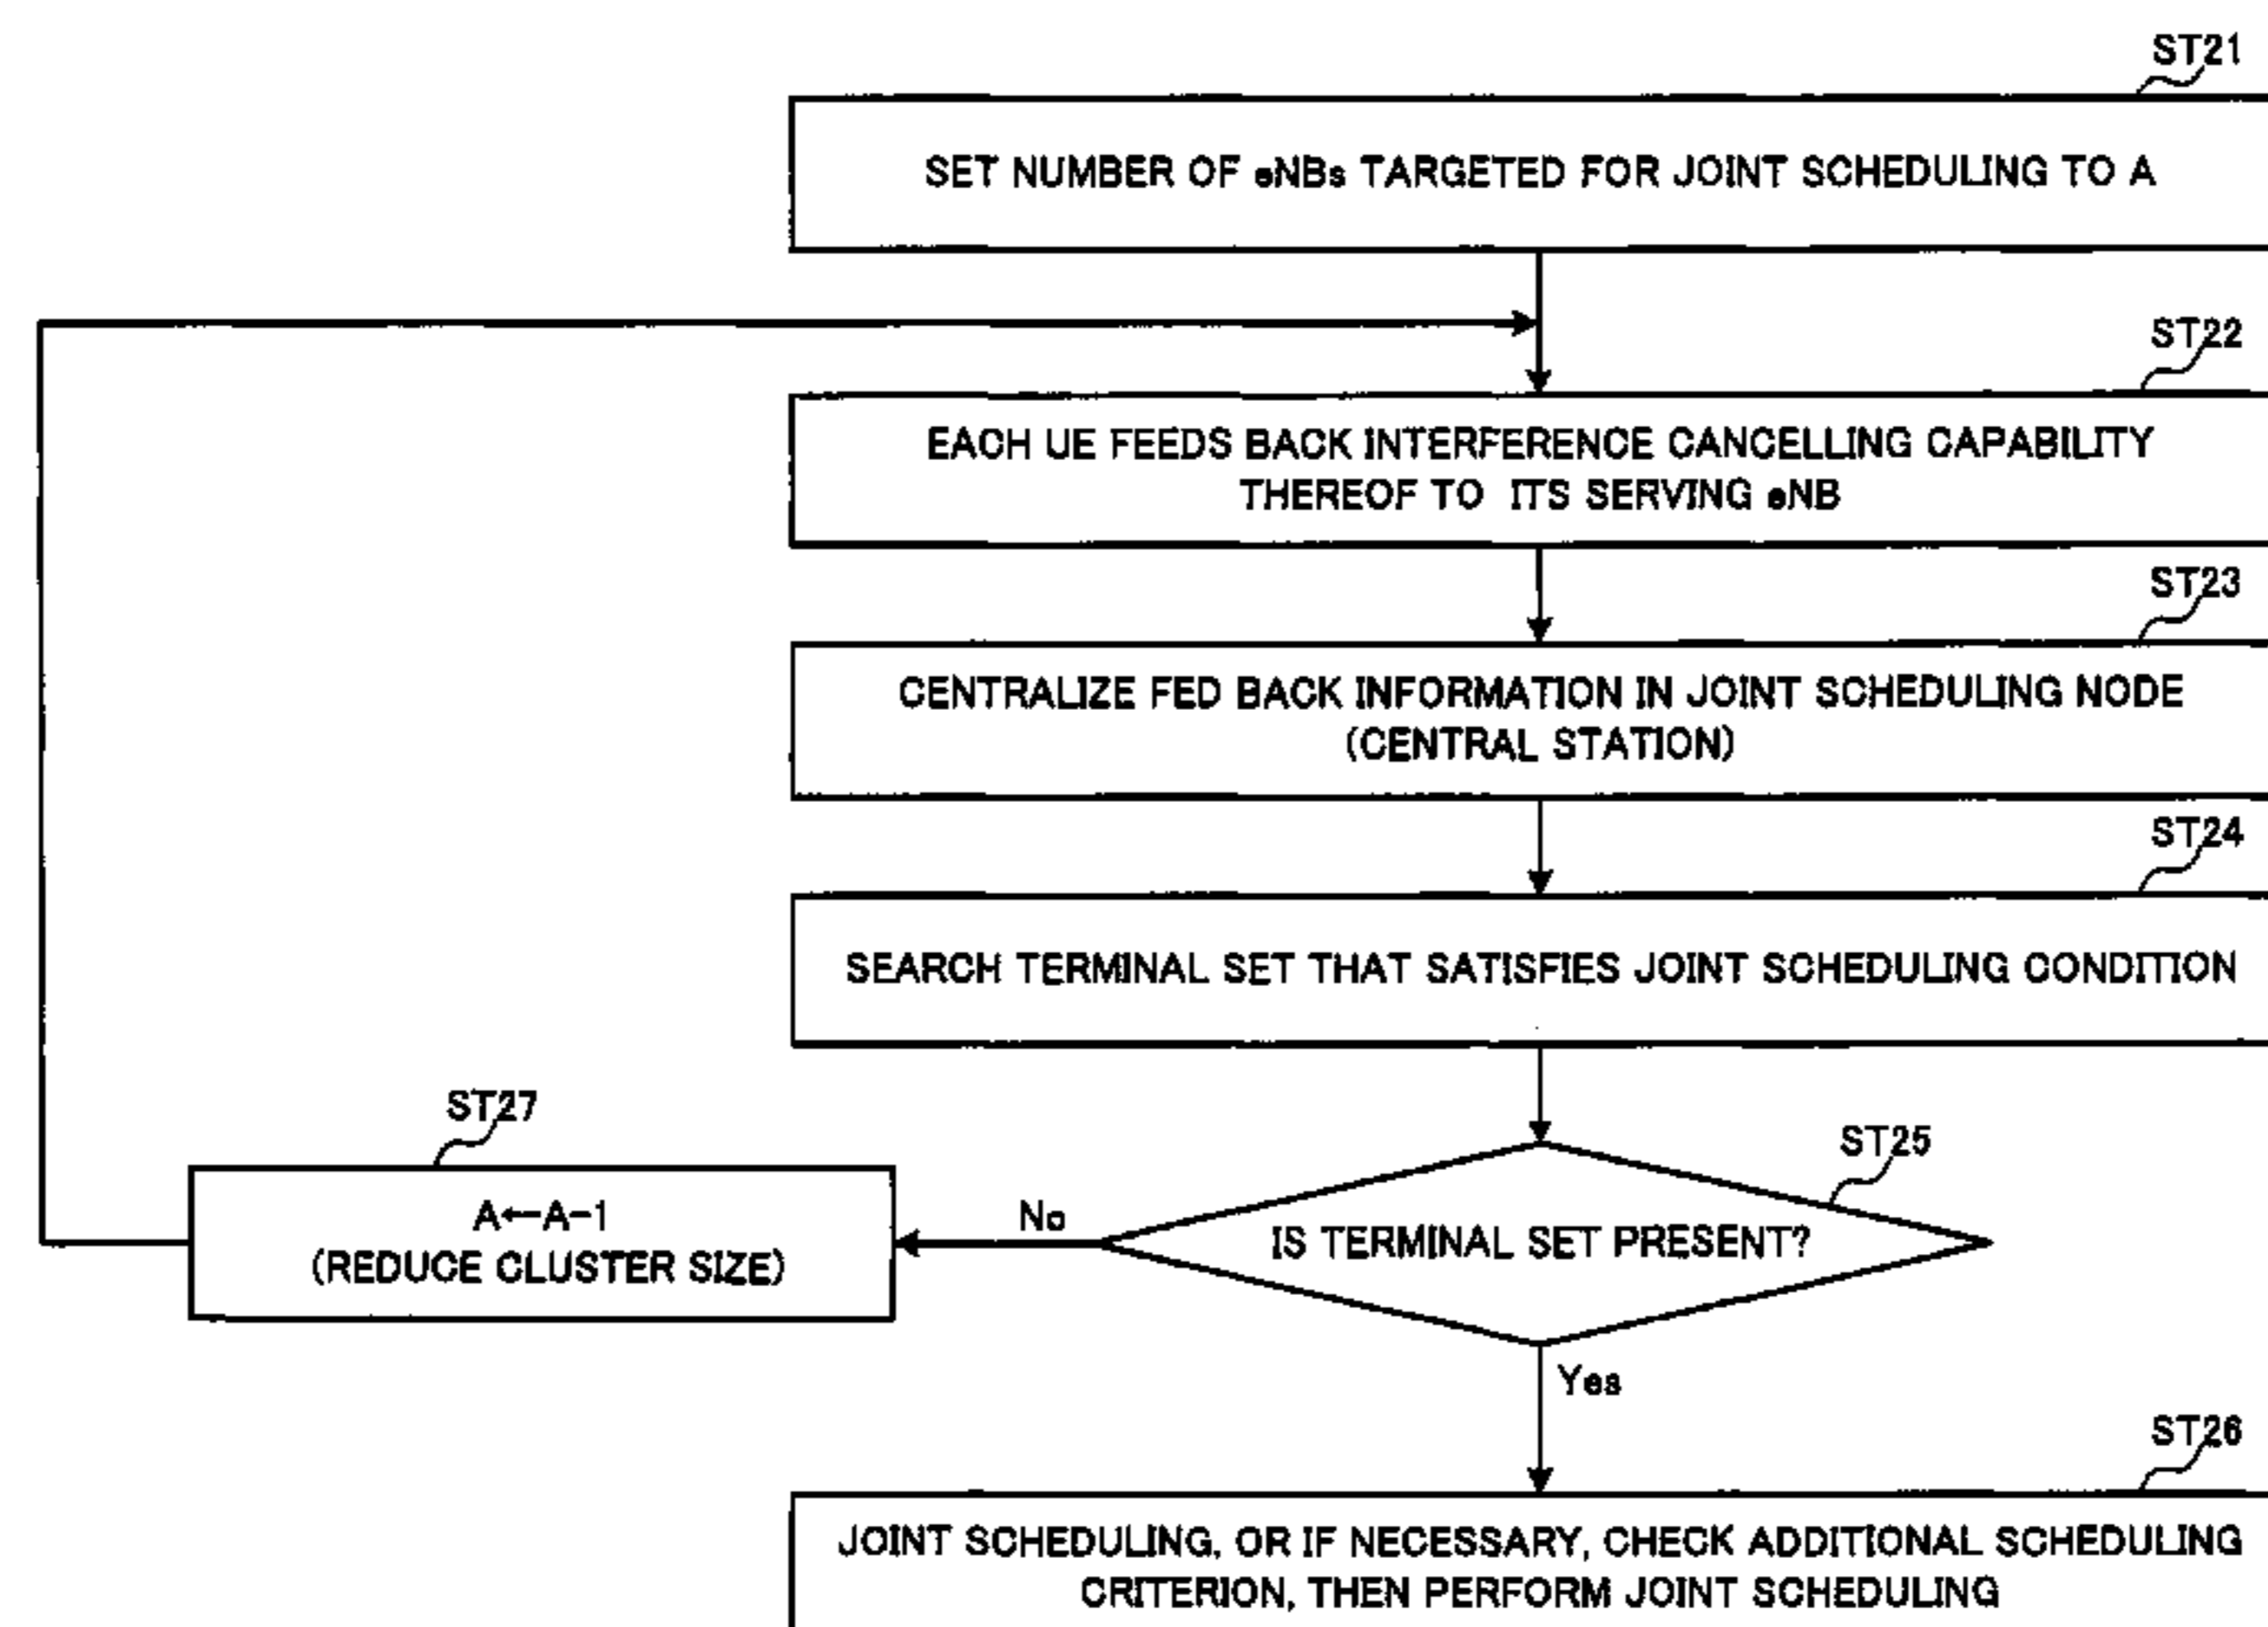 ST21
SET NUMBER OF eNBs TARGETED FOR JOINT SCHEDULING TO A
ST22
EACH UE FEEDS BACK INTERFERENCE CANCELLING CAPABILITY
THEREOF TO ITS SERVING eNB
ST23
CENTRALIZE FED BACK INFORMATION IN JOINT SCHEDULING NODE
(CENTRAL STATION)
ST24
SEARCH TERMINAL SET THAT SATISFIES JOINT SCHEDULING CONDITION
ST27
A←A-1
(REDUCE CLUSTER SIZE)
No
ST25
IS TERMINAL SET PRESENT?
Yes
ST26
JOINT SCHEDULING, OR IF NECESSARY, CHECK ADDITIONAL SCHEDULING
CRITERION, THEN PERFORM JOINT SCHEDULING